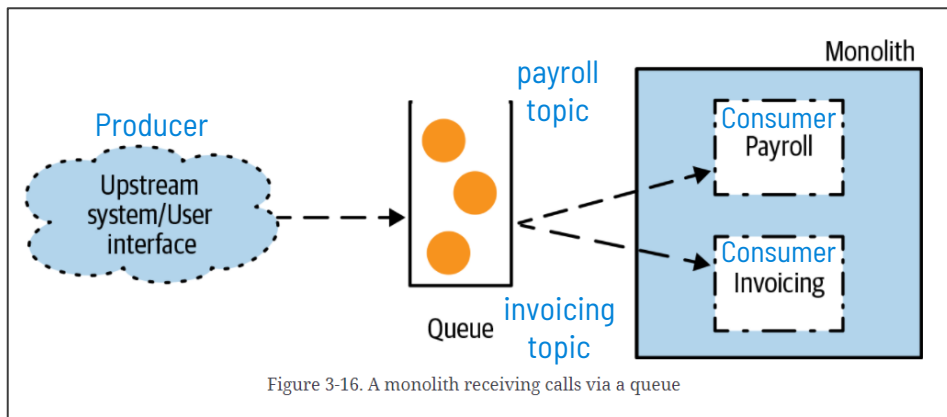 Monolith
payroll
topic
Producer
Consumer
Payroll
Upstream
system/User
interface
Consumer
Invoicing
Queue
invoicing
topic
Figure 3-16. A monolith receiving calls via a queue